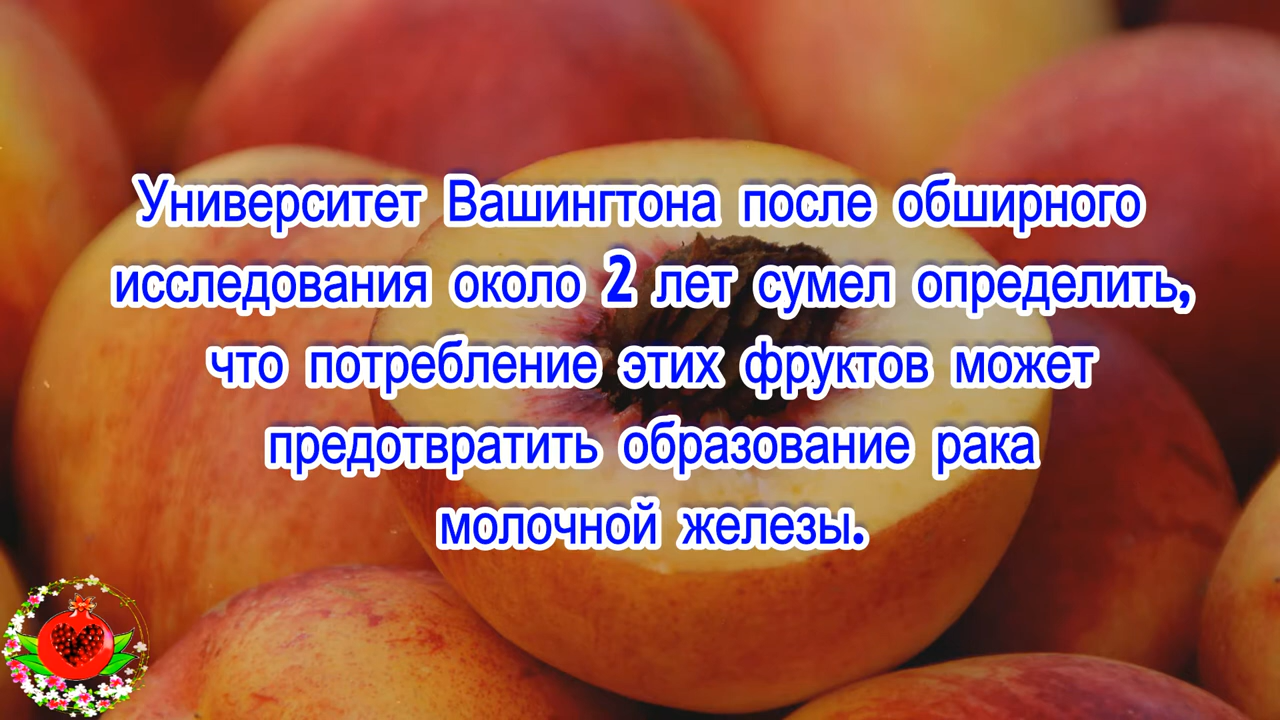 Университет Вашингтона после обширного
исследования около 2 лет сумел определить,
что потребление этих фруктов может
предотвратить образование рака
молочной железы.